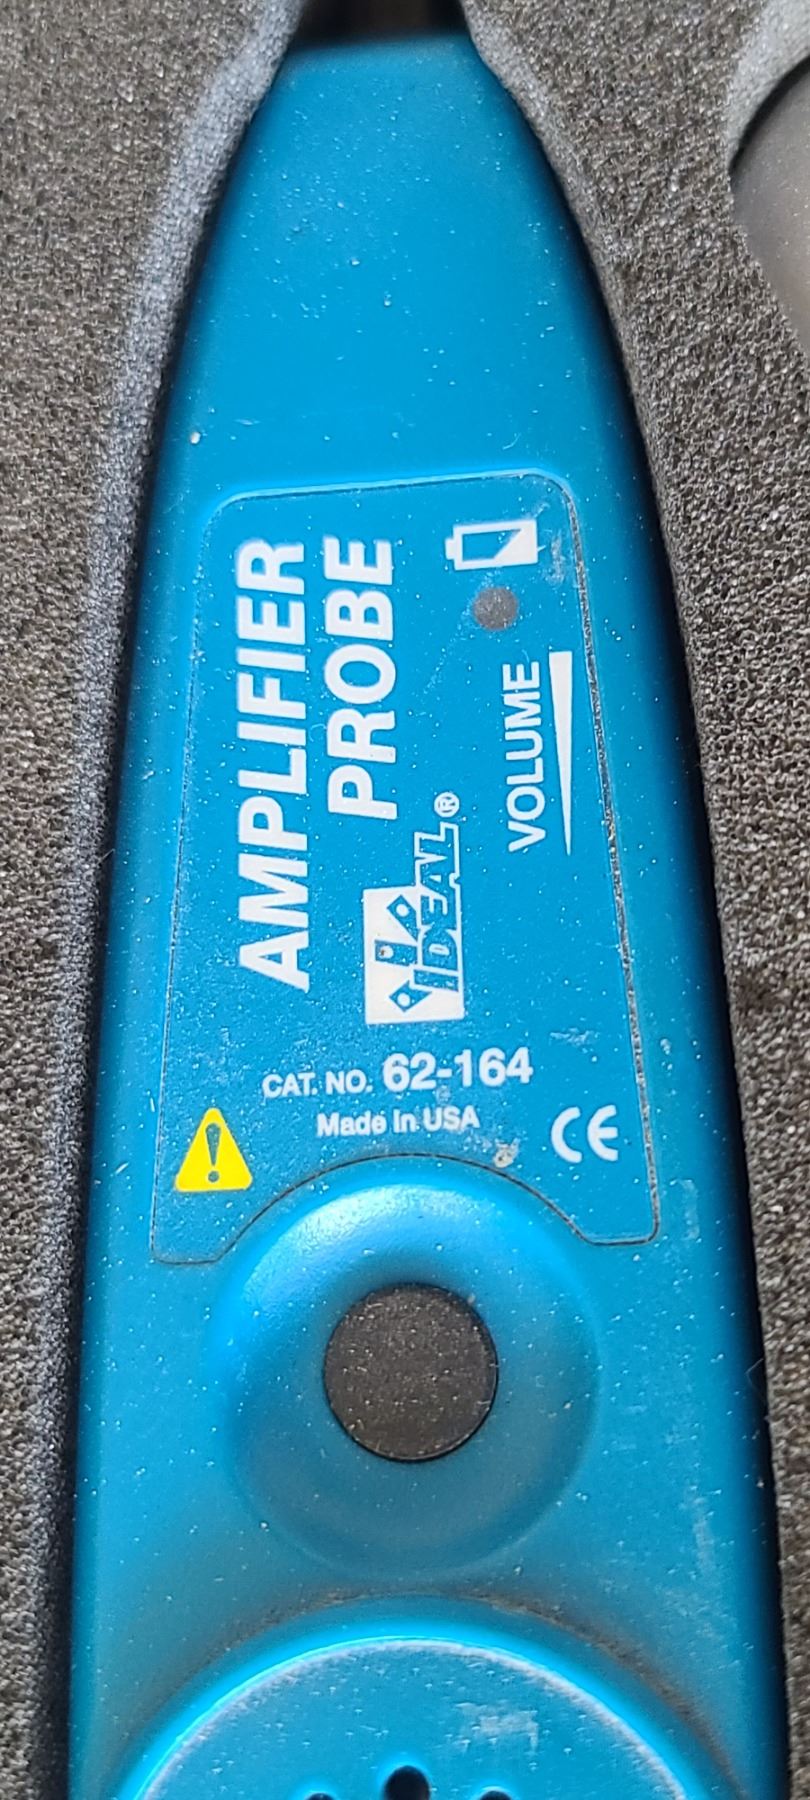 AMPLIFIER
PROBE
IDEAL®
VOLUME
CAT. NO. 62-164
Made In USA
CE